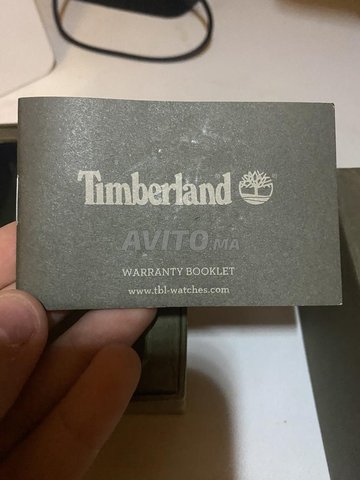 Timberland
AVITO MA
WARRANTY BOOKLET
www.tbl-watches.com